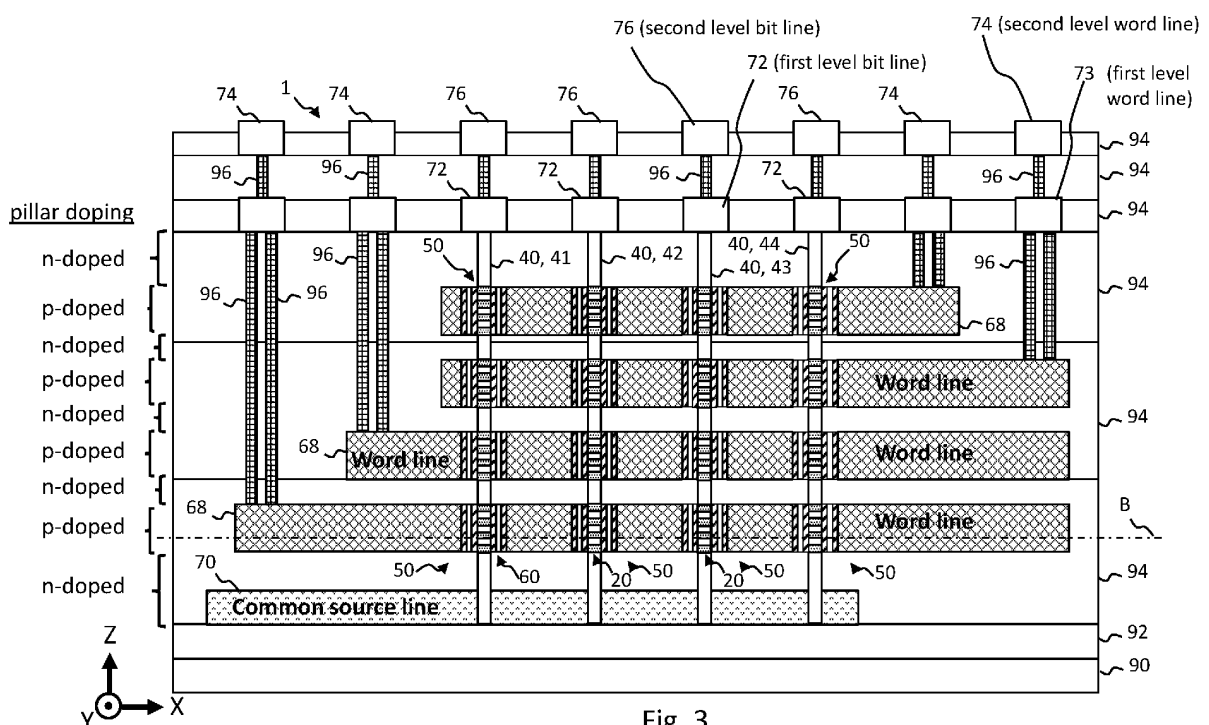 76 (second level bit line)
74 (second level word line)
72 (first level bit line)
73 (first level
word line)
74 1 74 76 76 76 74
94
96 96 72 72 96 72 96 94
pillar doping
94
n-doped
50 40, 41 40, 42 40, 44 40, 43 50
96 96 96 96 94
p-doped
68
n-doped
p-doped
Word line
n-doped
94
p-doped
68 Word line Word line
n-doped
68
p-doped
Word line
B
50 60 20 50 20 50 50
70
n-doped
94
Common source line
Z
92
90
Y X
Fig. 3